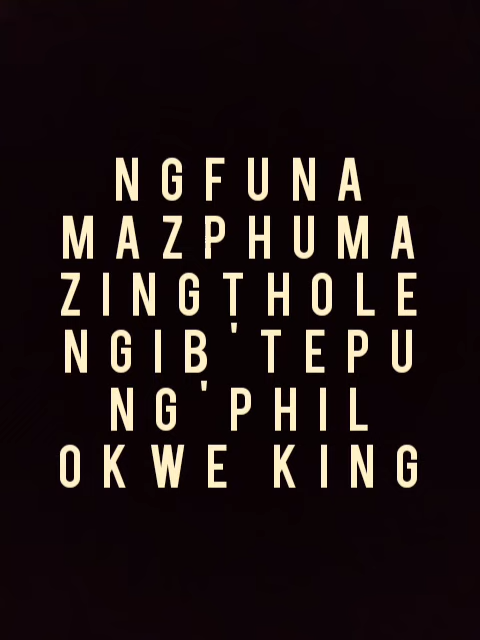 NGFUNA
MAZPHUMA
ZINGTHOLE
NGIB'TEPU
NG'PHIL
OKWE KING